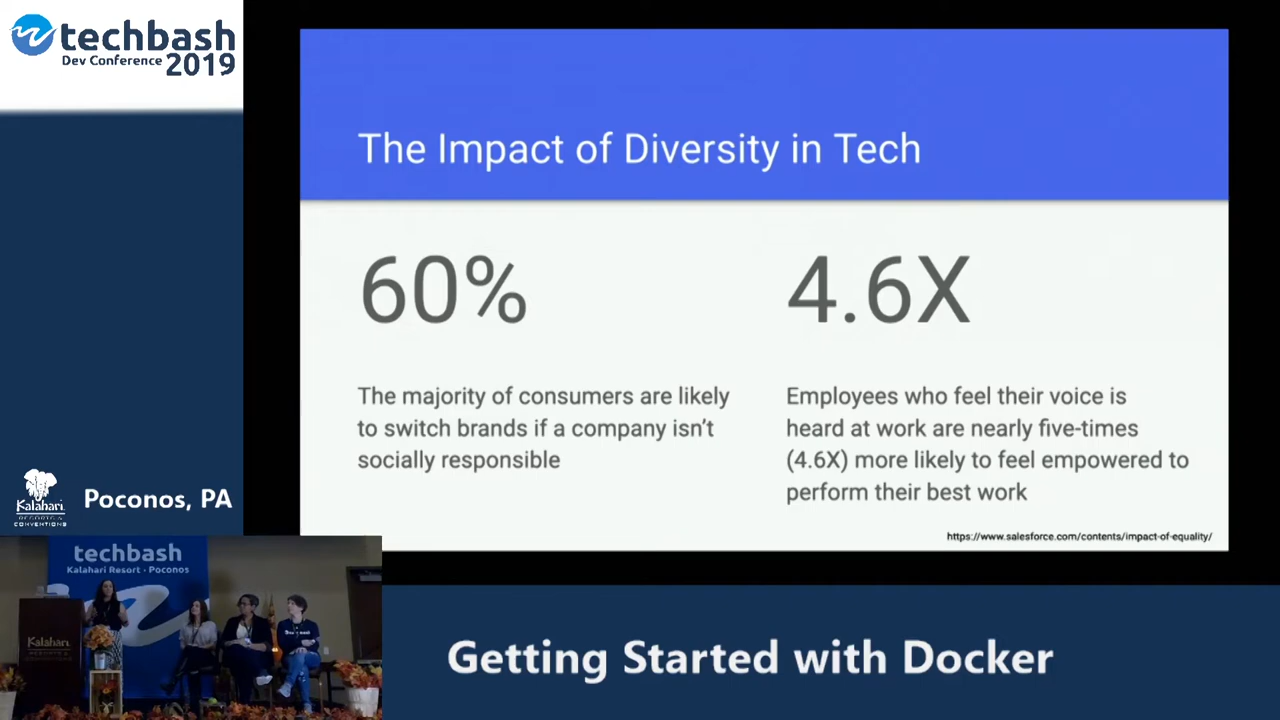 techbash
Dev Conference 2019
The Impact of Diversity in Tech
60%
4.6X
The majority of consumers are likely
to switch brands if a company isn't
socially responsible
Employees who feel their voice is
heard at work are nearly five-times
(4.6X) more likely to feel empowered to
perform their best work
https://www.salesforce.com/contents/impact-of-equality/
Kalahari
RESORTS &
CONVENTIONS
Poconos, PA
techbash
Kalahari Resort - Poconos
Kalahari
Getting Started with Docker